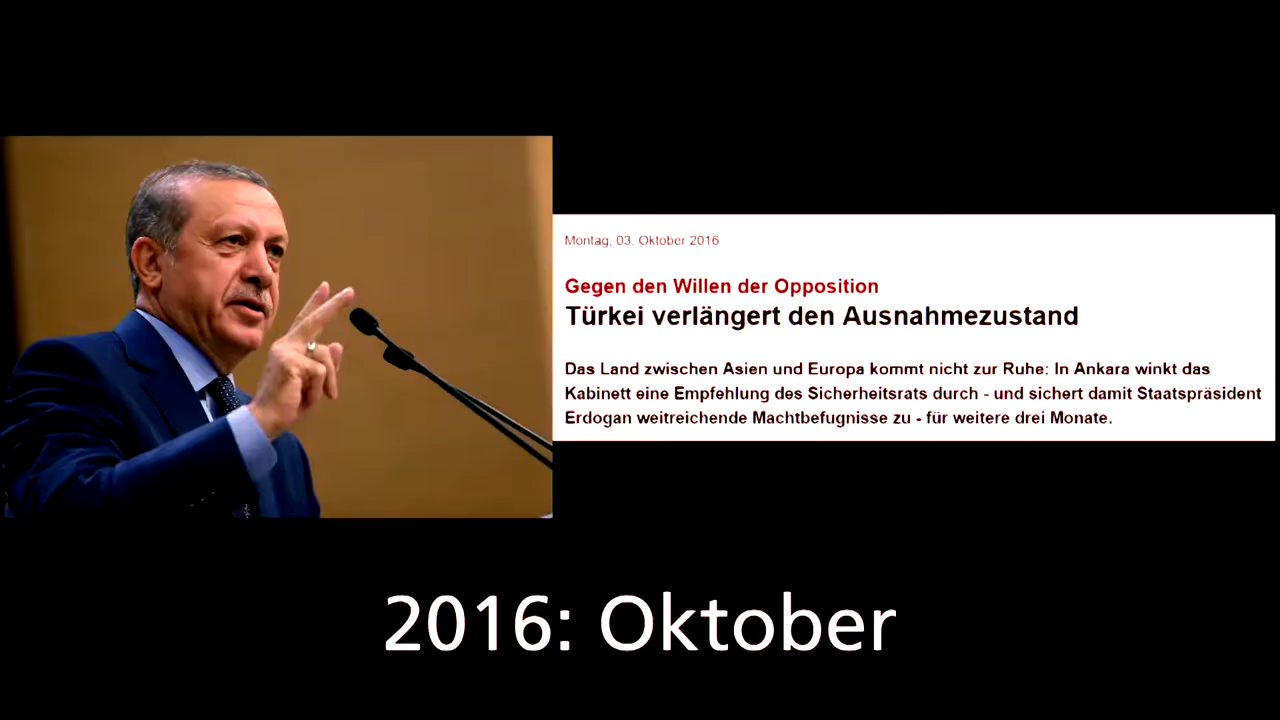 Montag, 03. Oktober 2016
Gegen den Willen der Opposition
Türkei verlängert den Ausnahmezustand
Das Land zwischen Asien und Europa kommt nicht zur Ruhe: In Ankara winkt das
Kabinett eine Empfehlung des Sicherheitsrats durch - und sichert damit Staatspräsident
Erdogan weitreichende Machtbefugnisse zu - für weitere drei Monate.
2016: Oktober